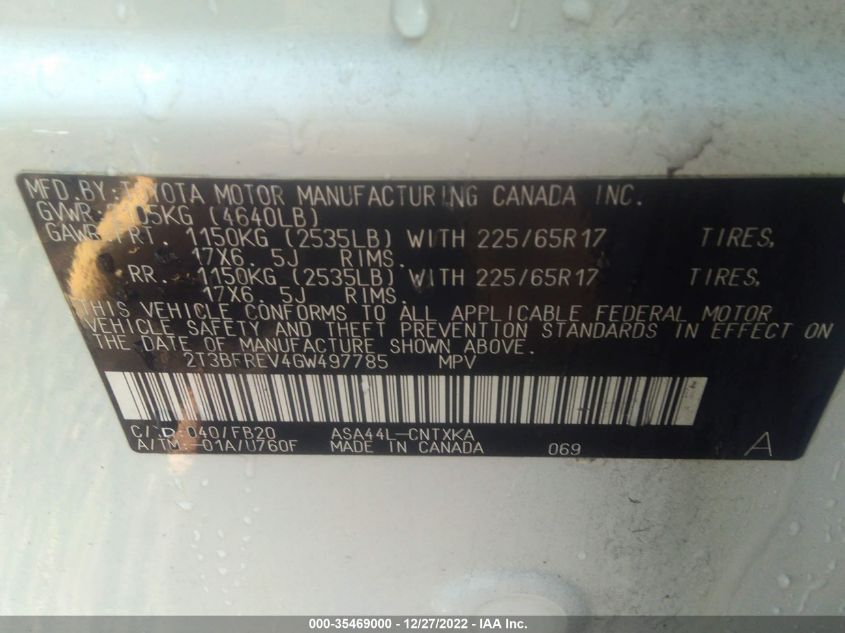 MFD. BY: TOYOTA MOTOR MANUFACTURING CANADA INC.
GVWR: 05KG (4640LB)
GAWR FRT. 1150KG (2535LB) WITH 225/65R17 TIRES,
17X6. 5J RIMS.
RR. 1150KG (2535LB) WITH 225/65R17 TIRES,
17X6. 5J RIMS.
THIS VEHICLE CONFORMS TO ALL APPLICABLE FEDERAL MOTOR
VEHICLE SAFETY AND THEFT PREVENTION STANDARDS IN EFFECT ON
THE DATE OF MANUFACTURE SHOWN ABOVE.
2T3BFREV4GW497785 MPV
040/FB20 ASA44L-CNTXKA
A/TM: -01A/U760F MADE IN CANADA 069 A
000-35469000 - 12/27/2022 - IAA Inc.